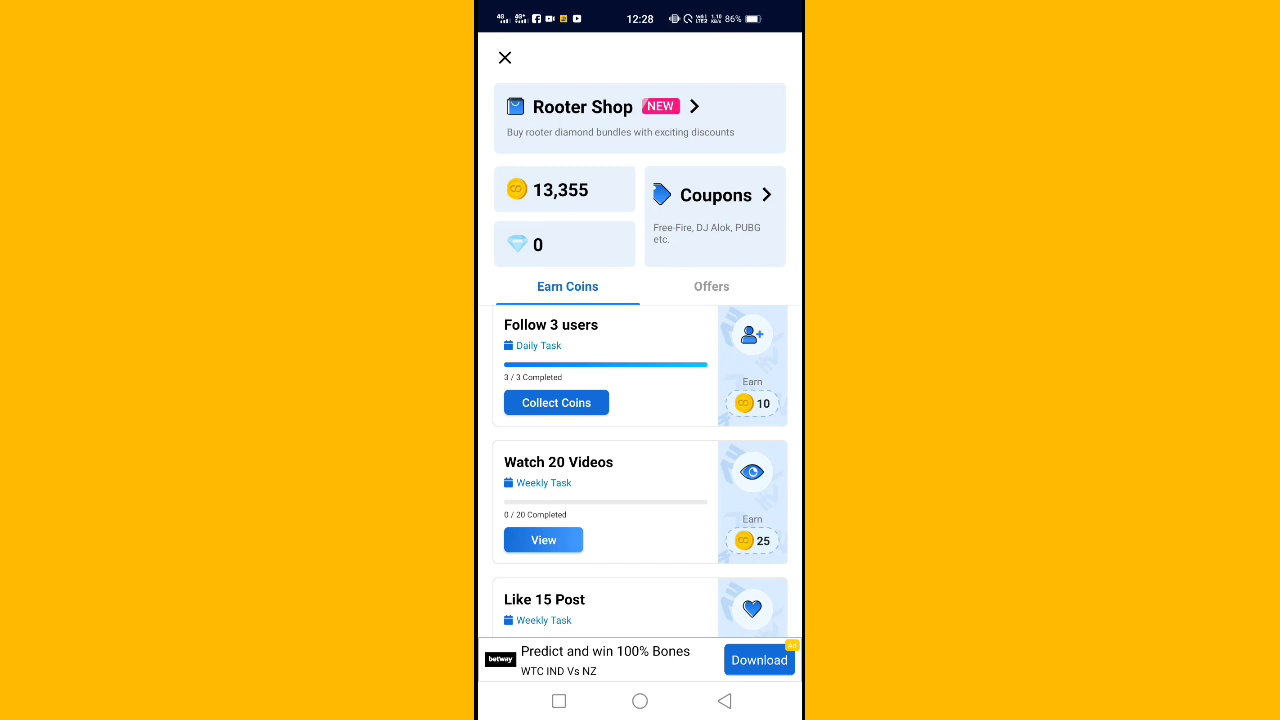 12:28
86%
Rooter Shop NEW
Buy rooter diamond bundles with exciting discounts
13,355
Coupons
Free-Fire, DJ Alok, PUBG
etc.
0
Earn Coins
Offers
Follow 3 users
Daily Task
3 / 3 Completed
Collect Coins
Earn
10
Watch 20 Videos
Weekly Task
0 / 20 Completed
View
Earn
25
Like 15 Post
Weekly Task
betway
Predict and win 100% Bones
WTC IND Vs NZ
Download
Ad